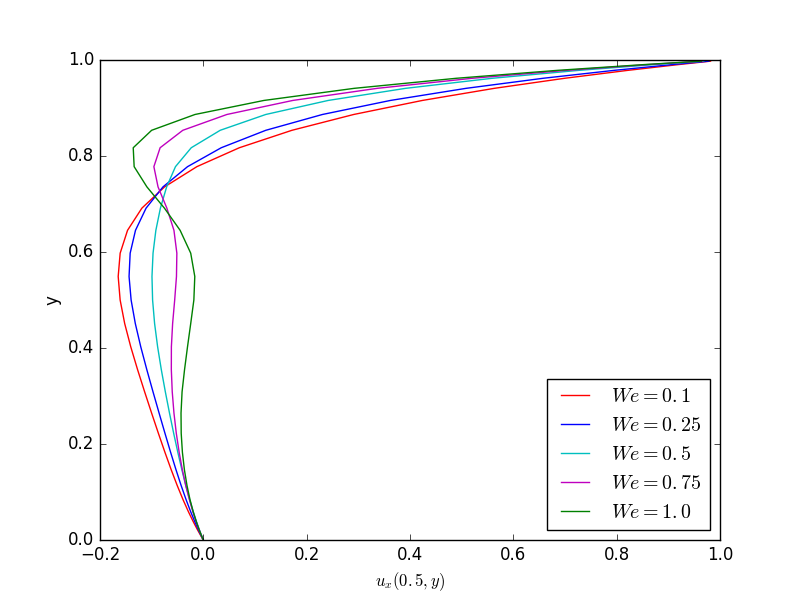 1.0
0.8
0.6
0.4
0.2
0.0
y
−0.2 0.0 0.2 0.4 0.6 0.8 1.0
u_x(0.5, y)
We = 0.1
We = 0.25
We = 0.5
We = 0.75
We = 1.0